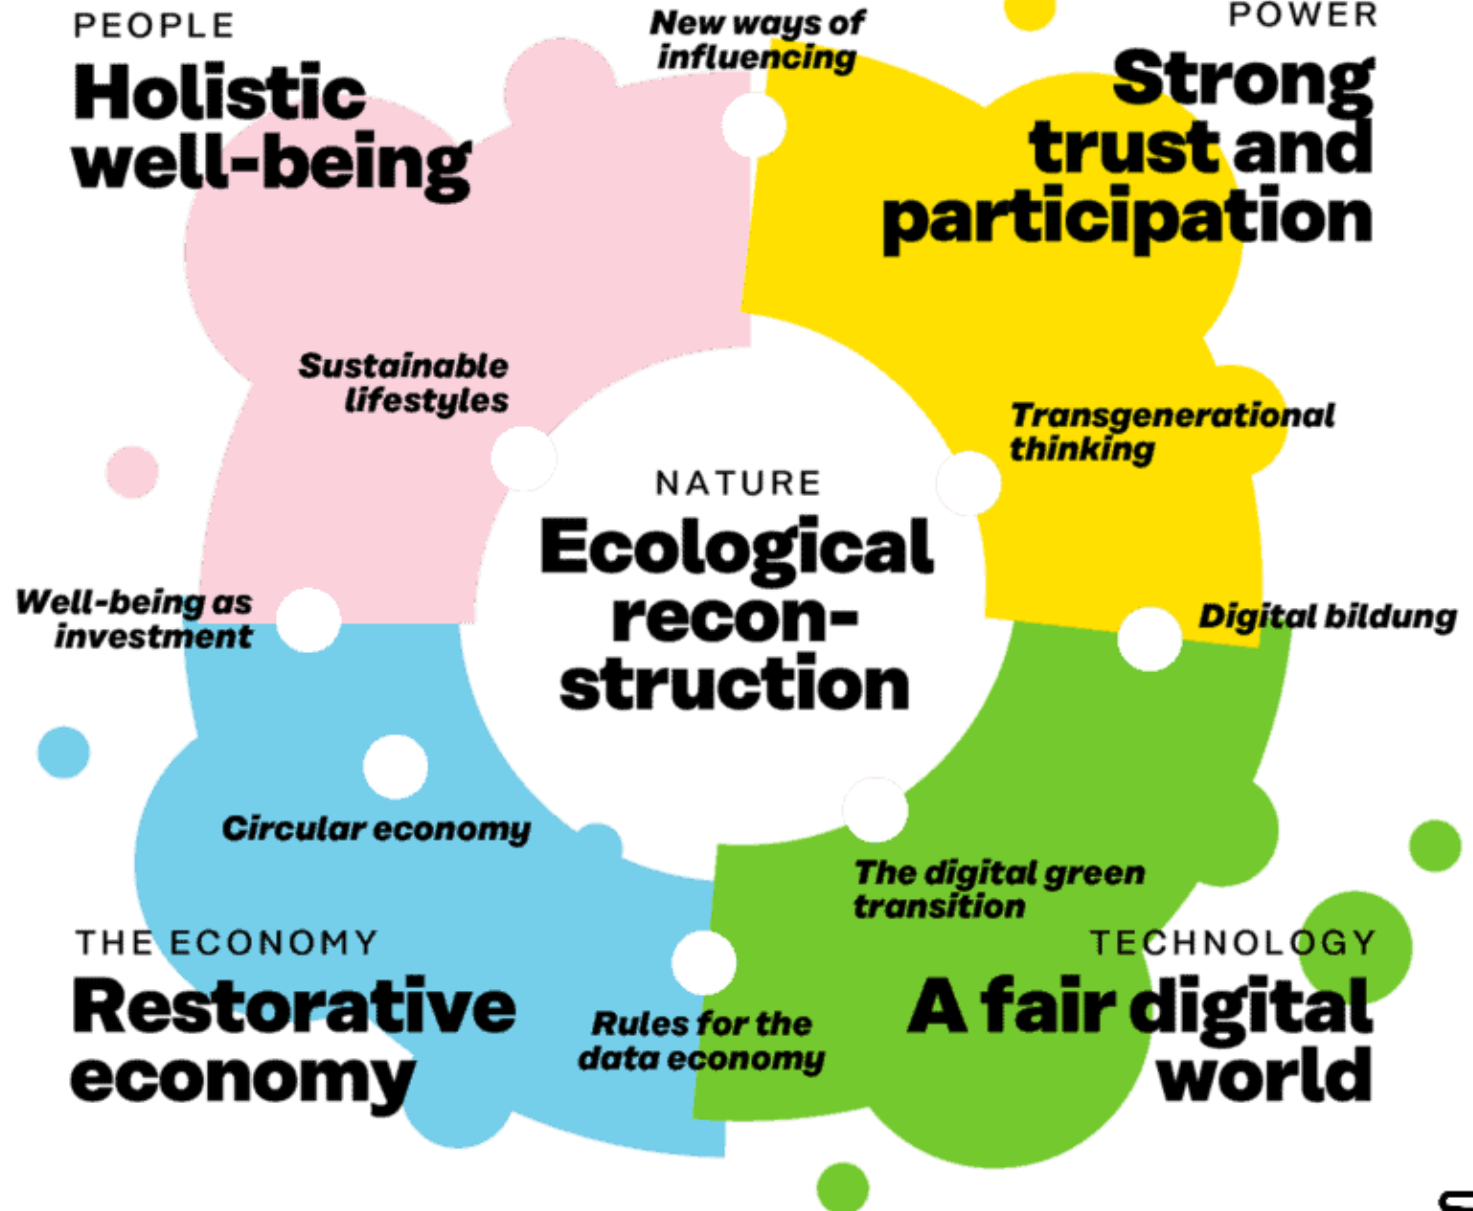 PEOPLE
Holistic
well-being
New ways of
influencing
POWER
Strong
trust and
participation
Sustainable
lifestyles
Transgenerational
thinking
NATURE
Ecological
recon-
struction
Well-being as
investment
Digital bildung
Circular economy
The digital green
transition
THE ECONOMY
Restorative
economy
Rules for the
data economy
TECHNOLOGY
A fair digital
world